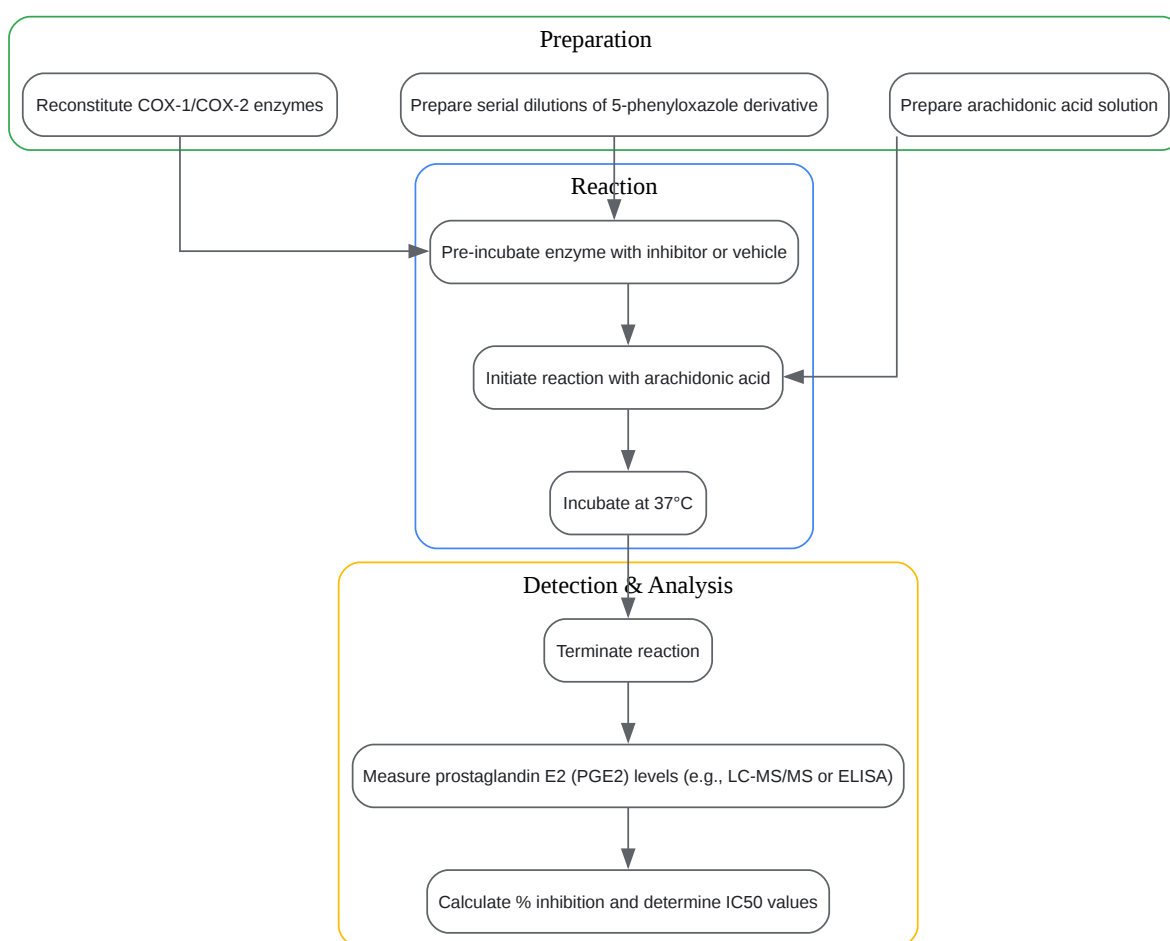 Preparation
Reconstitute COX-1/COX-2 enzymes
Prepare serial dilutions of 5-phenyloxazole derivative
Prepare arachidonic acid solution
Reaction
Pre-incubate enzyme with inhibitor or vehicle
Initiate reaction with arachidonic acid
Incubate at 37°C
Detection & Analysis
Terminate reaction
Measure prostaglandin E2 (PGE2) levels (e.g., LC-MS/MS or ELISA)
Calculate % inhibition and determine IC50 values